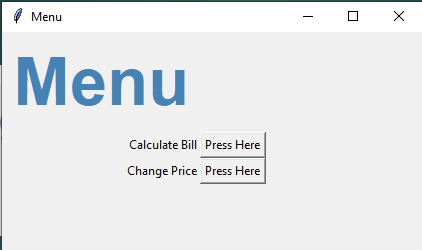 Menu
Menu
Calculate Bill Press Here
Change Price Press Here